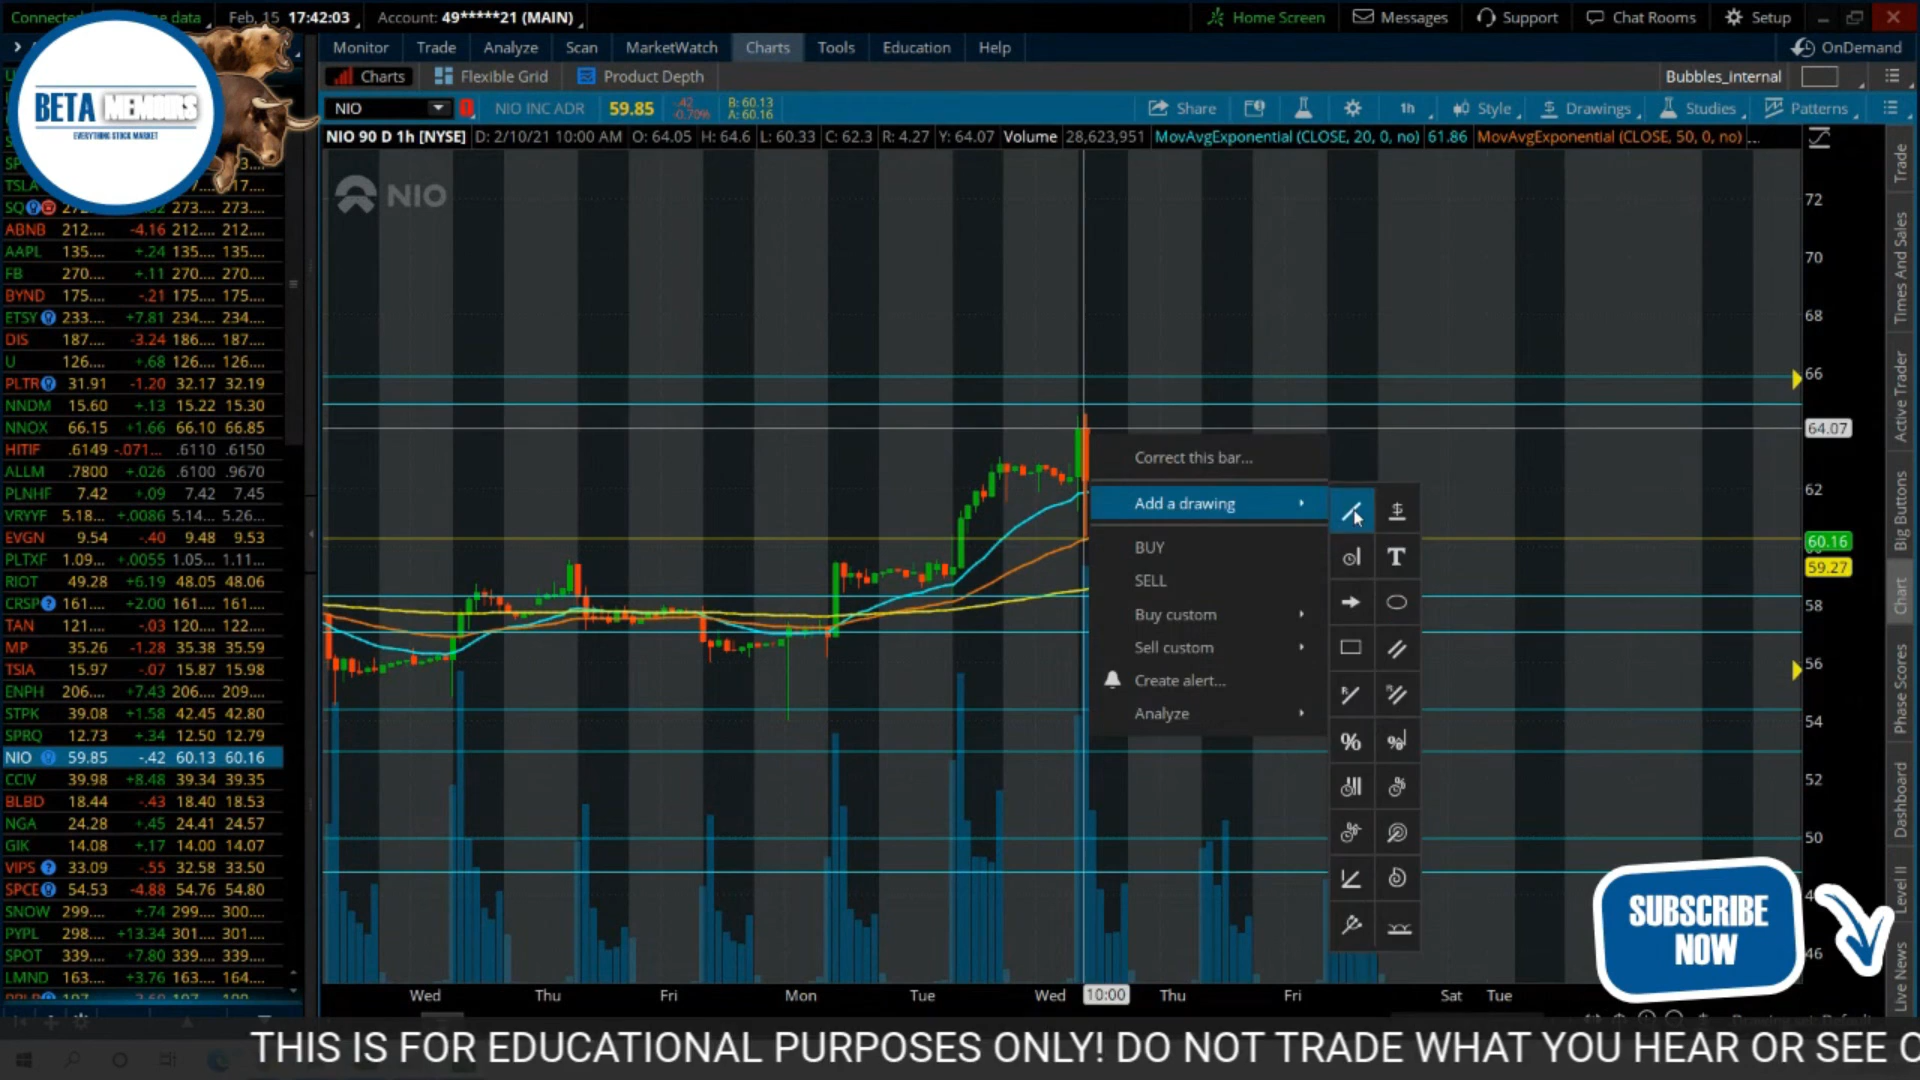 Connected
time data
Feb, 15 17:42:03
Account: 49*****21 (MAIN)
Home Screen
Messages
Support
Chat Rooms
Setup
Monitor
Trade
Analyze
Scan
MarketWatch
Charts
Tools
Education
Help
OnDemand
Charts
Flexible Grid
Product Depth
Bubbles_internal
NIO
NIO INC ADR
59.85
-.42
-0.70%
B: 60.13
A: 60.16
Share
1h
Style
Drawings
Studies
Patterns
NIO 90 D 1h [NYSE]
D: 2/10/21 10:00 AM
O: 64.05
H: 64.6
L: 60.33
C: 62.3
R: 4.27
Y: 64.07
Volume 28,623,951
MovAvgExponential (CLOSE, 20, 0, no) 61.86
MovAvgExponential (CLOSE, 50, 0, no) ...
BETA MEMOIRS
EVERYTHING STOCK MARKET
NIO
TSLA
SQ 273.... 273....
ABNB 212.... -4.16 212.... 212....
AAPL 135.... +.24 135.... 135....
FB 270.... +.11 270.... 270....
BYND 175.... -.21 175.... 175....
ETSY 233.... +7.81 234.... 234....
DIS 187.... -3.24 186.... 187....
U 126.... +.68 126.... 126....
PLTR 31.91 -1.20 32.17 32.19
NNDM 15.60 +.13 15.22 15.30
NNOX 66.15 +1.66 66.10 66.85
HITIF .6149 -.071... .6110 .6150
ALLM .7800 +.026 .6100 .9670
PLNHF 7.42 +.09 7.42 7.45
VRYYF 5.18... +.0086 5.14... 5.26...
EVGN 9.54 -.40 9.48 9.53
PLTXF 1.09... +.0055 1.05... 1.11...
RIOT 49.28 +6.19 48.05 48.06
CRSP 161.... +2.00 161.... 161....
TAN 121.... -.03 120.... 122....
MP 35.26 -1.28 35.38 35.59
TSIA 15.97 -.07 15.87 15.98
ENPH 206.... +7.43 206.... 209....
STPK 39.08 +1.58 42.45 42.80
SPRQ 12.73 +.34 12.50 12.79
NIO 59.85 -.42 60.13 60.16
CCIV 39.98 +8.48 39.34 39.35
BLBD 18.44 -.43 18.40 18.53
NGA 24.28 +.45 24.41 24.57
GIK 14.08 +.17 14.00 14.07
VIPS 33.09 -.55 32.58 33.50
SPCE 54.53 -4.88 54.76 54.80
SNOW 299.... +.74 299.... 300....
PYPL 298.... +13.34 301.... 301....
SPOT 339.... +7.80 339.... 339....
LMND 163.... +3.76 163.... 164....
Correct this bar...
Add a drawing
BUY
SELL
Buy custom
Sell custom
Create alert...
Analyze
T
%
72
70
68
66
64.07
62
60.16
59.27
58
56
54
52
50
46
Wed
Thu
Fri
Mon
Tue
Wed
10:00
Thu
Fri
Sat
Tue
Trade
Times And Sales
Active Trader
Big Buttons
Chart
Phase Scores
Dashboard
Level II
Live News
SUBSCRIBE
NOW
THIS IS FOR EDUCATIONAL PURPOSES ONLY! DO NOT TRADE WHAT YOU HEAR OR SEE